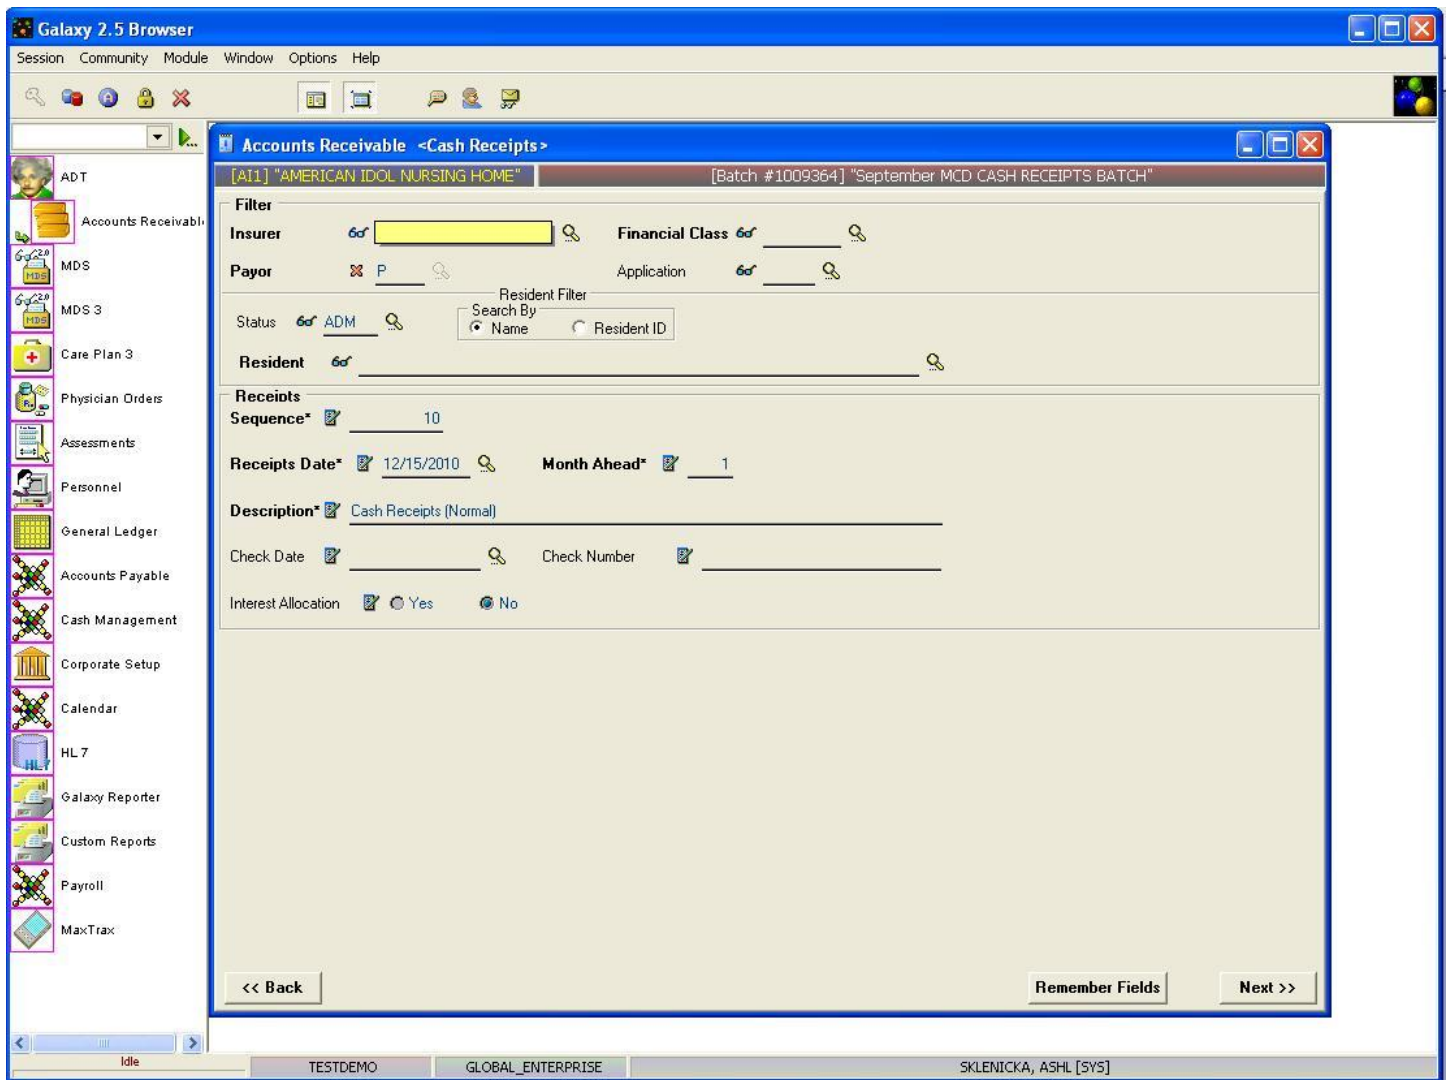 Galaxy 2.5 Browser
Session Community Module Window Options Help
Accounts Receivable <Cash Receipts>
[AI1] "AMERICAN IDOL NURSING HOME" [Batch #1009364] "September MCD CASH RECEIPTS BATCH"
ADT
Accounts Receivabl
MDS
MDS 3
Care Plan 3
Physician Orders
Assessments
Personnel
General Ledger
Accounts Payable
Cash Management
Corporate Setup
Calendar
HL 7
Galaxy Reporter
Custom Reports
Payroll
MaxTrax
Filter
Insurer Financial Class
Payor P Application
Resident Filter
Status ADM Search By
Name Resident ID
Resident
Receipts
Sequence* 10
Receipts Date* 12/15/2010 Month Ahead* 1
Description* Cash Receipts (Normal)
Check Date Check Number
Interest Allocation Yes No
<< Back Remember Fields Next >>
Idle TESTDEMO GLOBAL_ENTERPRISE SKLENICKA, ASHL [SYS]